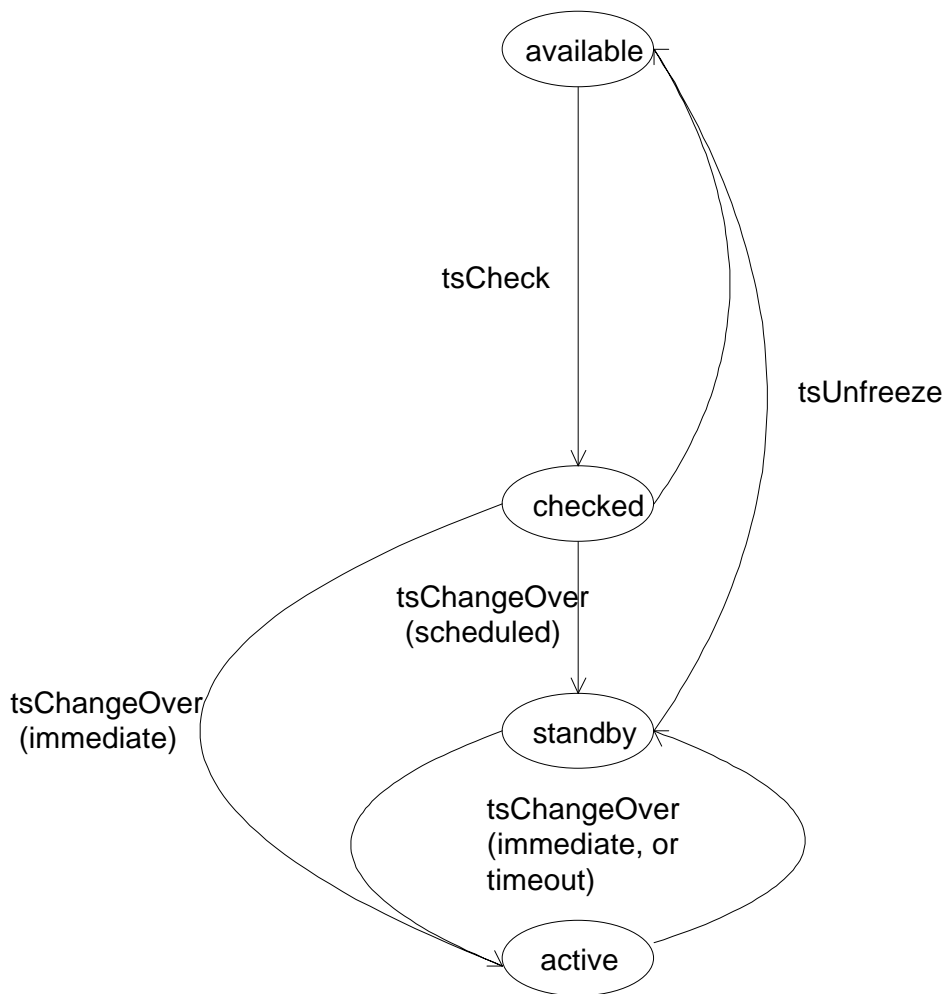 available
tsCheck
tsUnfreeze
checked
tsChangeOver
(scheduled)
tsChangeOver
(immediate)
standby
tsChangeOver
(immediate, or
timeout)
active